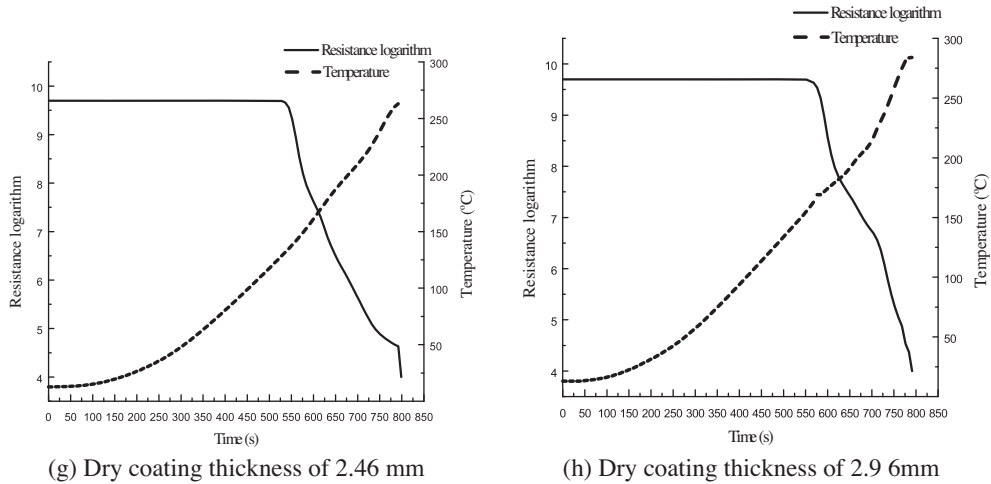 Resistance logarithm
Temperature
300
250
200
150
100
50
10
9
8
7
6
5
4
Resistance logarithm
Temperature (°C)
0 50 100 150 200 250 300 350 400 450 500 550 600 650 700 750 800 850
Time (s)
(g) Dry coating thickness of 2.46 mm
Resistance logarithm
Temperature
300
250
200
150
100
50
10
9
8
7
6
5
4
Resistance logarithm
Temperature (°C)
0 50 100 150 200 250 300 350 400 450 500 550 600 650 700 750 800 850
Time (s)
(h) Dry coating thickness of 2.9 6mm